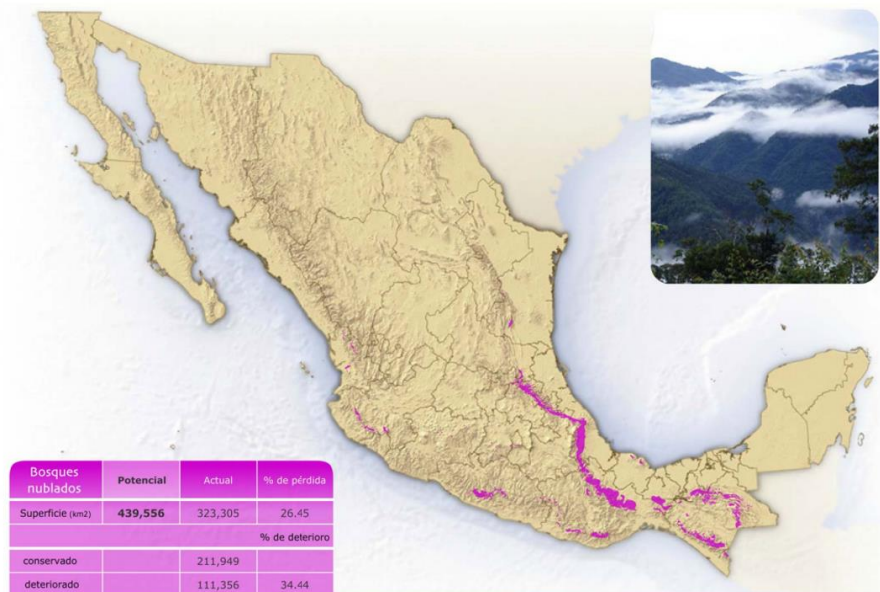 Bosques nublados Potencial Actual % de pérdida
Superficie (km2) 439,556 323,305 26.45
% de deterioro
conservado 211,949
deteriorado 111,356 34.44